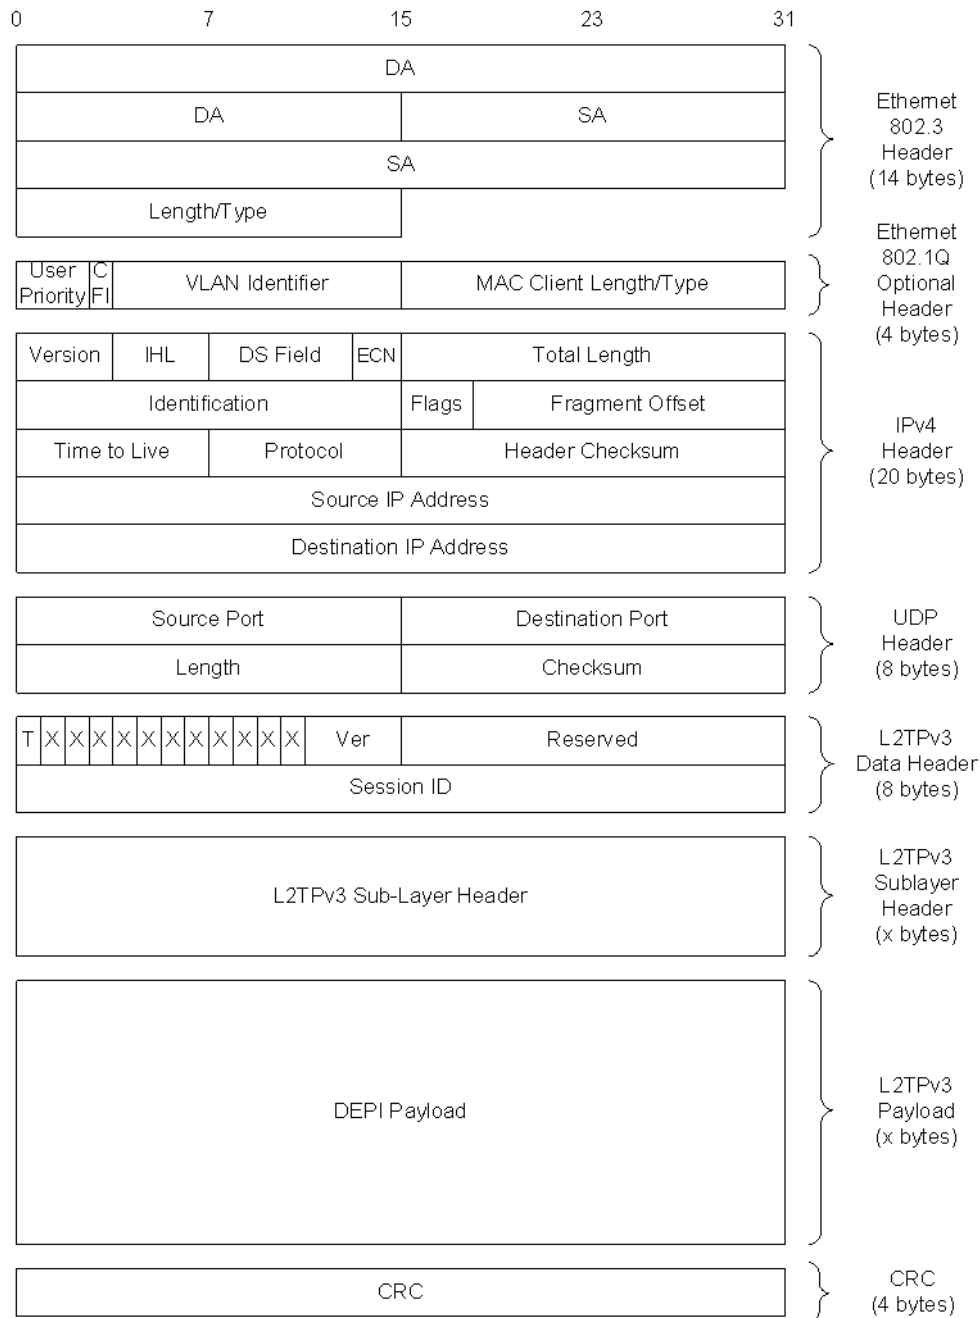 0 7 15 23 31
DA
DA SA
SA
Length/Type
Ethernet
802.3
Header
(14 bytes)
User
Priority
C
FI
VLAN Identifier MAC Client Length/Type
Ethernet
802.1Q
Optional
Header
(4 bytes)
Version IHL DS Field ECN Total Length
Identification Flags Fragment Offset
Time to Live Protocol Header Checksum
Source IP Address
Destination IP Address
IPv4
Header
(20 bytes)
Source Port Destination Port
Length Checksum
UDP
Header
(8 bytes)
T X X X X X X X X X X X Ver Reserved
Session ID
L2TPv3
Data Header
(8 bytes)
L2TPv3 Sub-Layer Header
L2TPv3
Sublayer
Header
(x bytes)
DEPI Payload
L2TPv3
Payload
(x bytes)
CRC
CRC
(4 bytes)